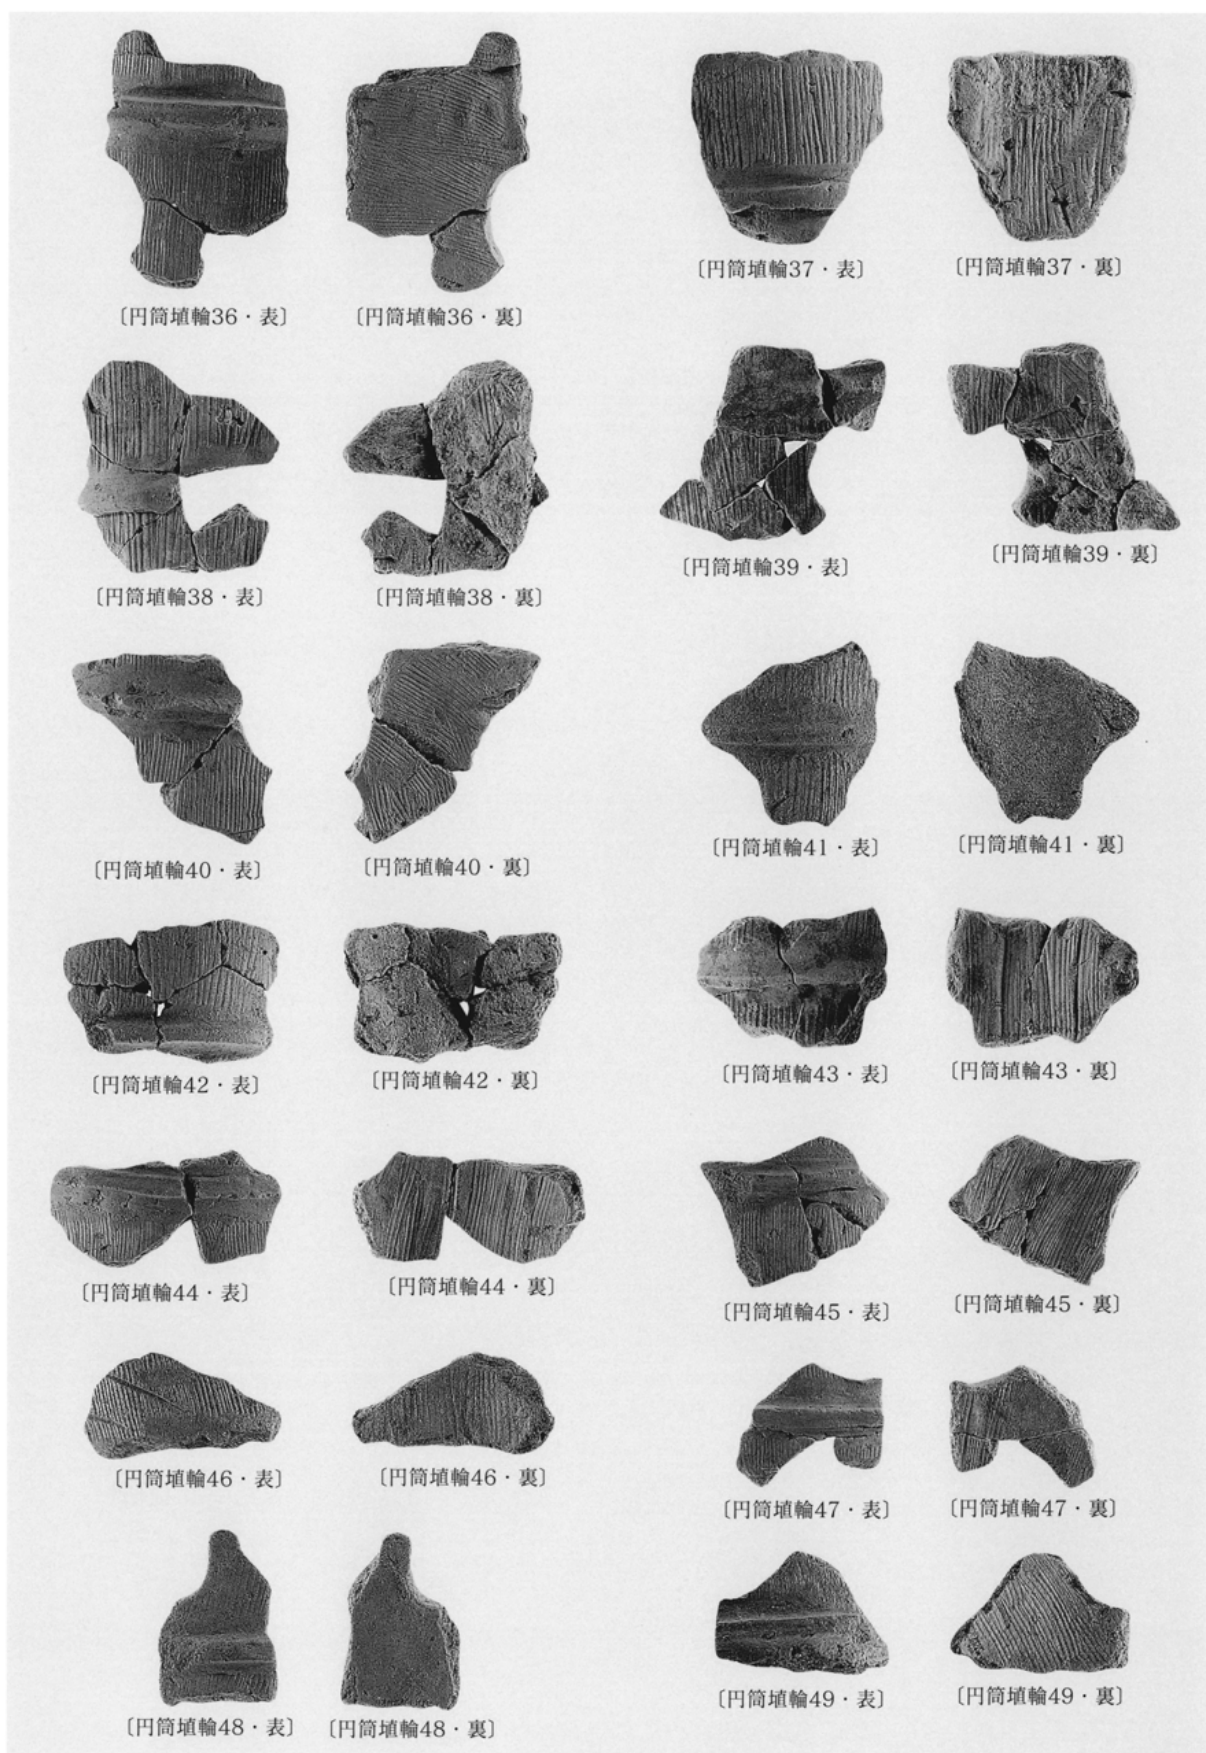 〔円筒埴輪36・表〕
〔円筒埴輪36・裏〕
〔円筒埴輪37・表〕
〔円筒埴輪37・裏〕
〔円筒埴輪38・表〕
〔円筒埴輪38・裏〕
〔円筒埴輪39・表〕
〔円筒埴輪39・裏〕
〔円筒埴輪40・表〕
〔円筒埴輪40・裏〕
〔円筒埴輪41・表〕
〔円筒埴輪41・裏〕
〔円筒埴輪42・表〕
〔円筒埴輪42・裏〕
〔円筒埴輪43・表〕
〔円筒埴輪43・裏〕
〔円筒埴輪44・表〕
〔円筒埴輪44・裏〕
〔円筒埴輪45・表〕
〔円筒埴輪45・裏〕
〔円筒埴輪46・表〕
〔円筒埴輪46・裏〕
〔円筒埴輪47・表〕
〔円筒埴輪47・裏〕
〔円筒埴輪48・表〕
〔円筒埴輪48・裏〕
〔円筒埴輪49・表〕
〔円筒埴輪49・裏〕